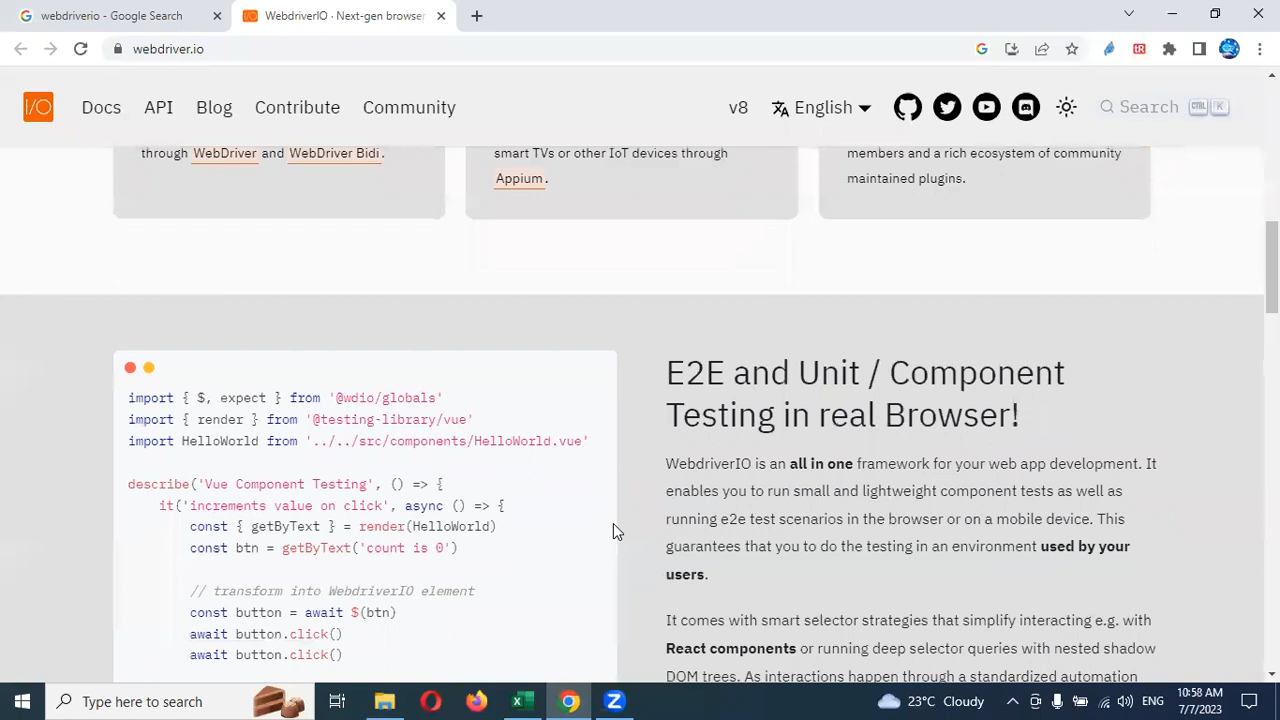 webdriverio - Google Search
WebdriverIO · Next-gen browser
webdriver.io
I/O
Docs
API
Blog
Contribute
Community
v8
English
Search
CTRL
K
through WebDriver and WebDriver Bidi.
smart TVs or other IoT devices through
Appium.
members and a rich ecosystem of community
maintained plugins.
import { $, expect } from '@wdio/globals'
import { render } from '@testing-library/vue'
import HelloWorld from '../../src/components/HelloWorld.vue'
describe('Vue Component Testing', () => {
it('increments value on click', async () => {
const { getByText } = render(HelloWorld)
const btn = getByText('count is 0')
// transform into WebdriverIO element
const button = await $(btn)
await button.click()
await button.click()
E2E and Unit / Component
Testing in real Browser!
WebdriverIO is an all in one framework for your web app development. It
enables you to run small and lightweight component tests as well as
running e2e test scenarios in the browser or on a mobile device. This
guarantees that you to do the testing in an environment used by your
users.
It comes with smart selector strategies that simplify interacting e.g. with
React components or running deep selector queries with nested shadow
DOM trees. As interactions happen through a standardized automation
Type here to search
23°C Cloudy
ENG
10:58 AM
7/7/2023